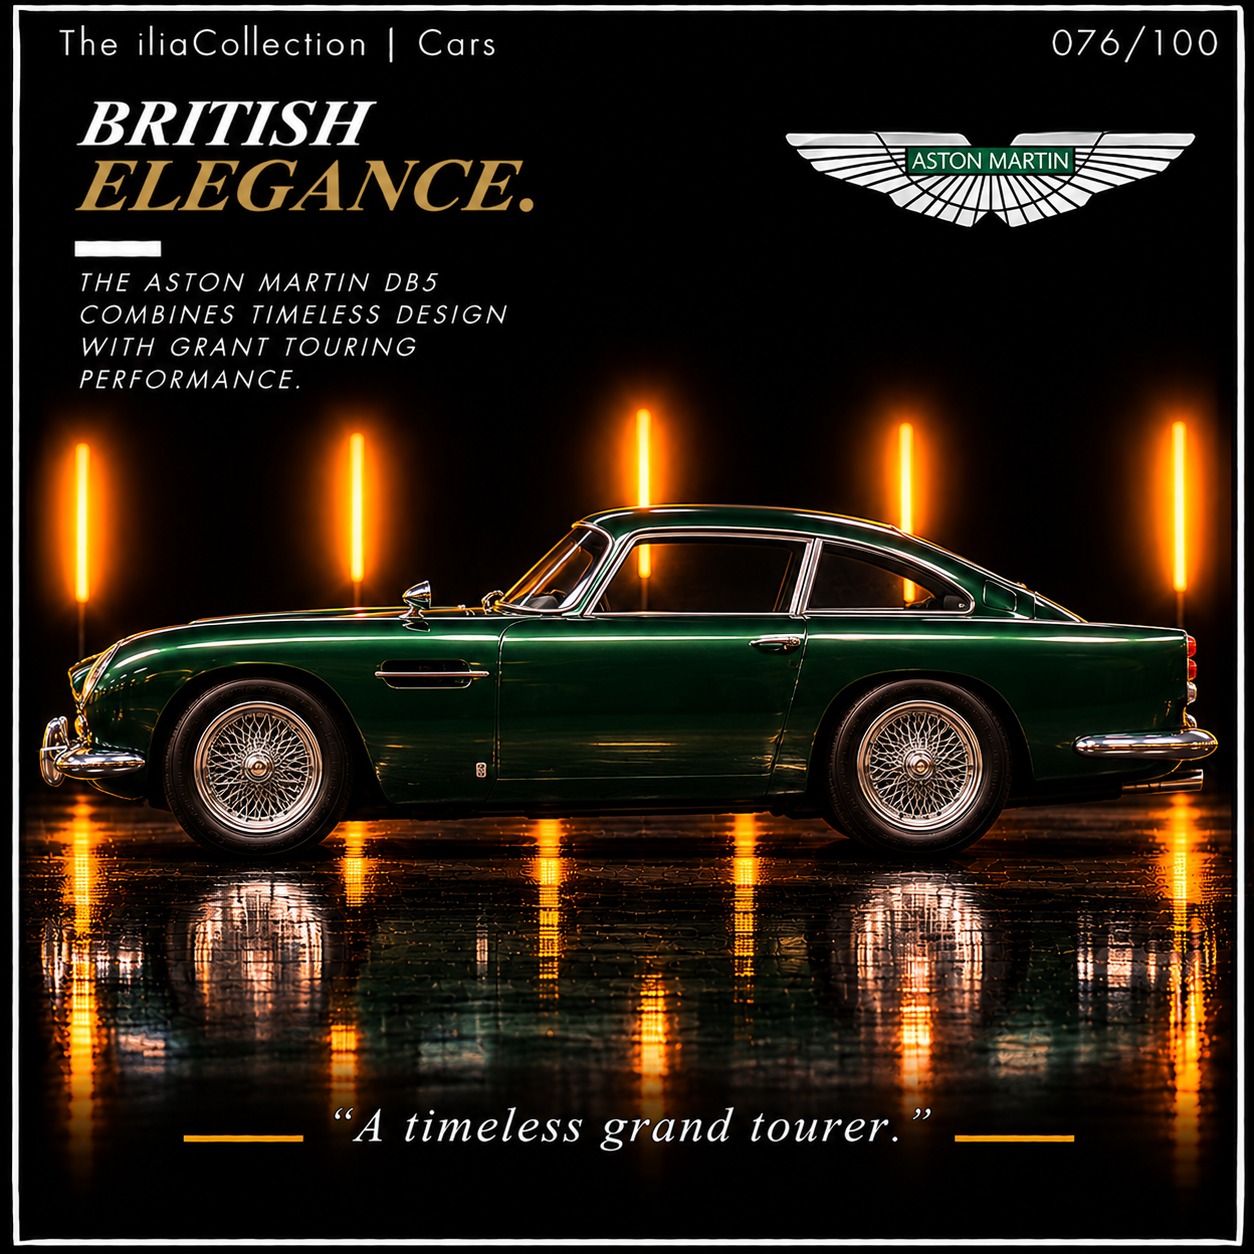 The iliaCollection | Cars
076/100
BRITISH
ELEGANCE.
ASTON MARTIN
THE ASTON MARTIN DB5
COMBINES TIMELESS DESIGN
WITH GRANT TOURING
PERFORMANCE.
“A timeless grand tourer.”